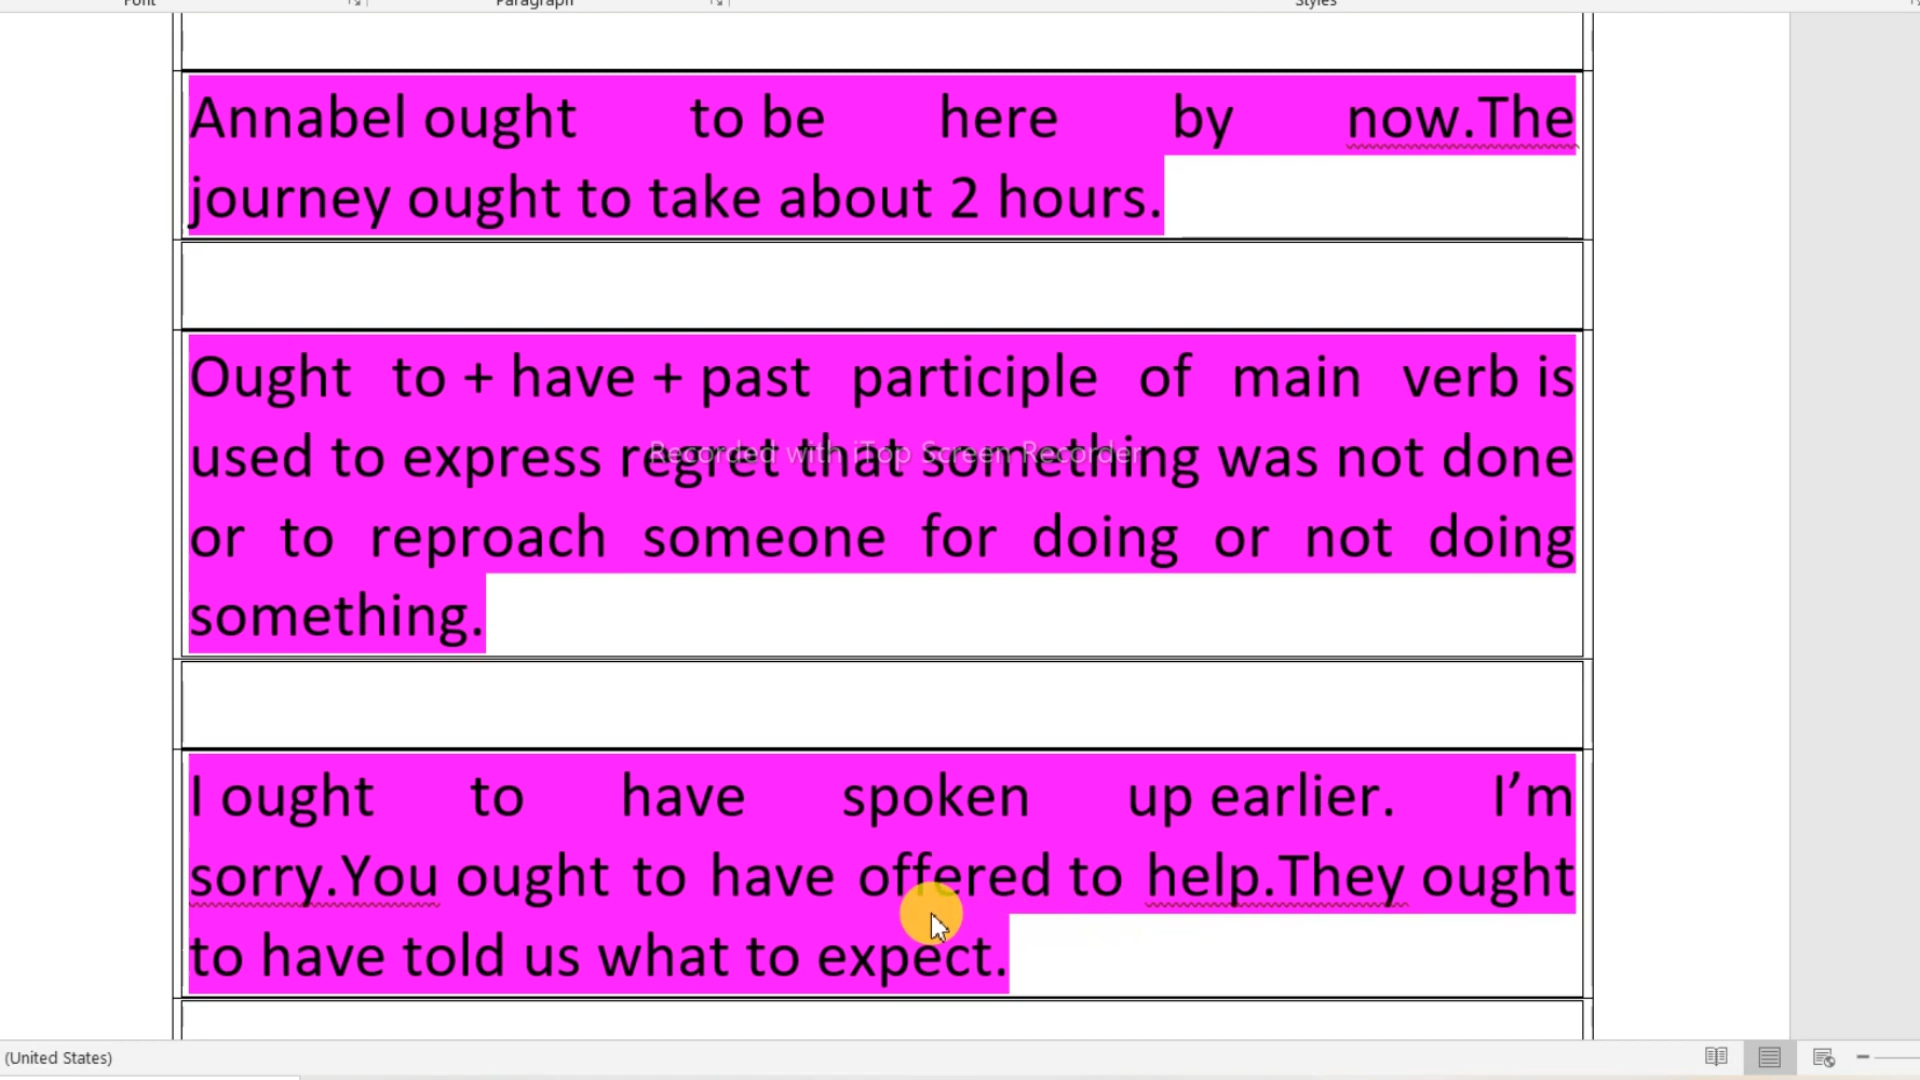 Font Paragraph Styles
Annabel ought to be here by now.The
journey ought to take about 2 hours.
Ought to + have + past participle of main verb is
used to express regret that something was not done
Recorded with iTop Screen Recorder
or to reproach someone for doing or not doing
something.
I ought to have spoken up earlier. I’m
sorry.You ought to have offered to help.They ought
to have told us what to expect.
(United States)